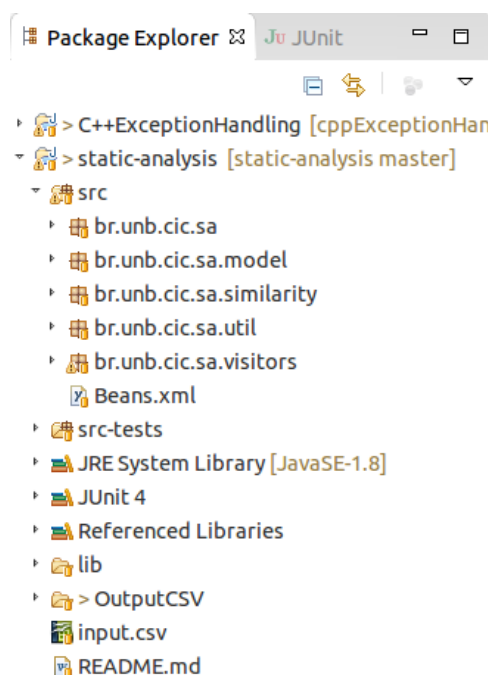 Package Explorer JUnit
> C++ExceptionHandling [cppExceptionHan
> static-analysis [static-analysis master]
src
br.unb.cic.sa
br.unb.cic.sa.model
br.unb.cic.sa.similarity
br.unb.cic.sa.util
br.unb.cic.sa.visitors
Beans.xml
src-tests
JRE System Library [JavaSE-1.8]
JUnit 4
Referenced Libraries
lib
> OutputCSV
input.csv
README.md